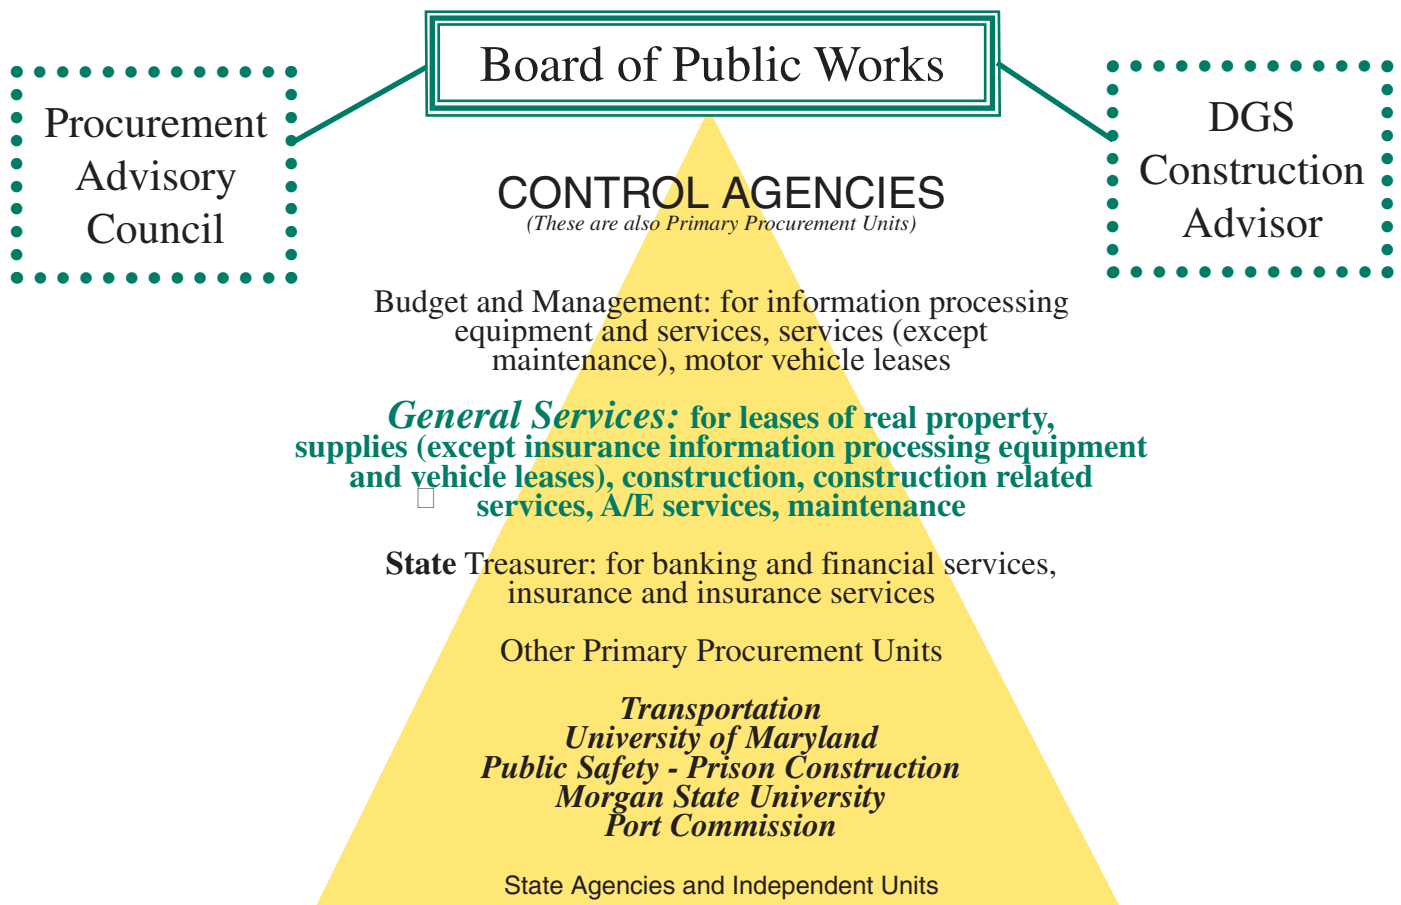 Board of Public Works
Procurement
Advisory
Council
DGS
Construction
Advisor
CONTROL AGENCIES
(These are also Primary Procurement Units)
Budget and Management: for information processing
equipment and services, services (except
maintenance), motor vehicle leases
General Services: for leases of real property,
supplies (except insurance information processing equipment
and vehicle leases), construction, construction related
services, A/E services, maintenance
State Treasurer: for banking and financial services,
insurance and insurance services
Other Primary Procurement Units
Transportation
University of Maryland
Public Safety - Prison Construction
Morgan State University
Port Commission
State Agencies and Independent Units